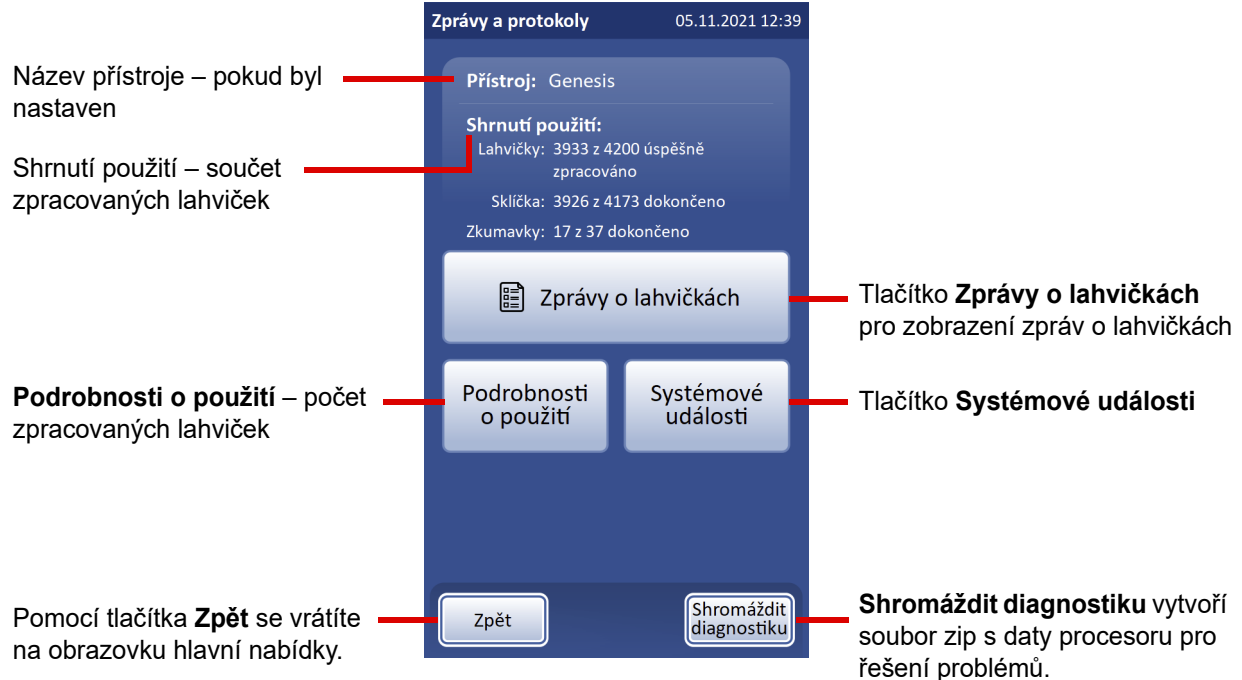 Zprávy a protokoly 05.11.2021 12:39
Název přístroje – pokud byl
nastaven
Přístroj: Genesis
Shrnutí použití – součet
zpracovaných lahviček
Shrnutí použití:
Lahvičky: 3933 z 4200 úspěšně
zpracováno
Sklíčka: 3926 z 4173 dokončeno
Zkumavky: 17 z 37 dokončeno
Zprávy o lahvičkách
Tlačítko Zprávy o lahvičkách
pro zobrazení zpráv o lahvičkách
Podrobnosti o použití – počet
zpracovaných lahviček
Podrobnosti
o použití
Systémové
události
Tlačítko Systémové události
Pomocí tlačítka Zpět se vrátíte
na obrazovku hlavní nabídky.
Zpět
Shromáždit
diagnostiku
Shromáždit diagnostiku vytvoří
soubor zip s daty procesoru pro
řešení problémů.